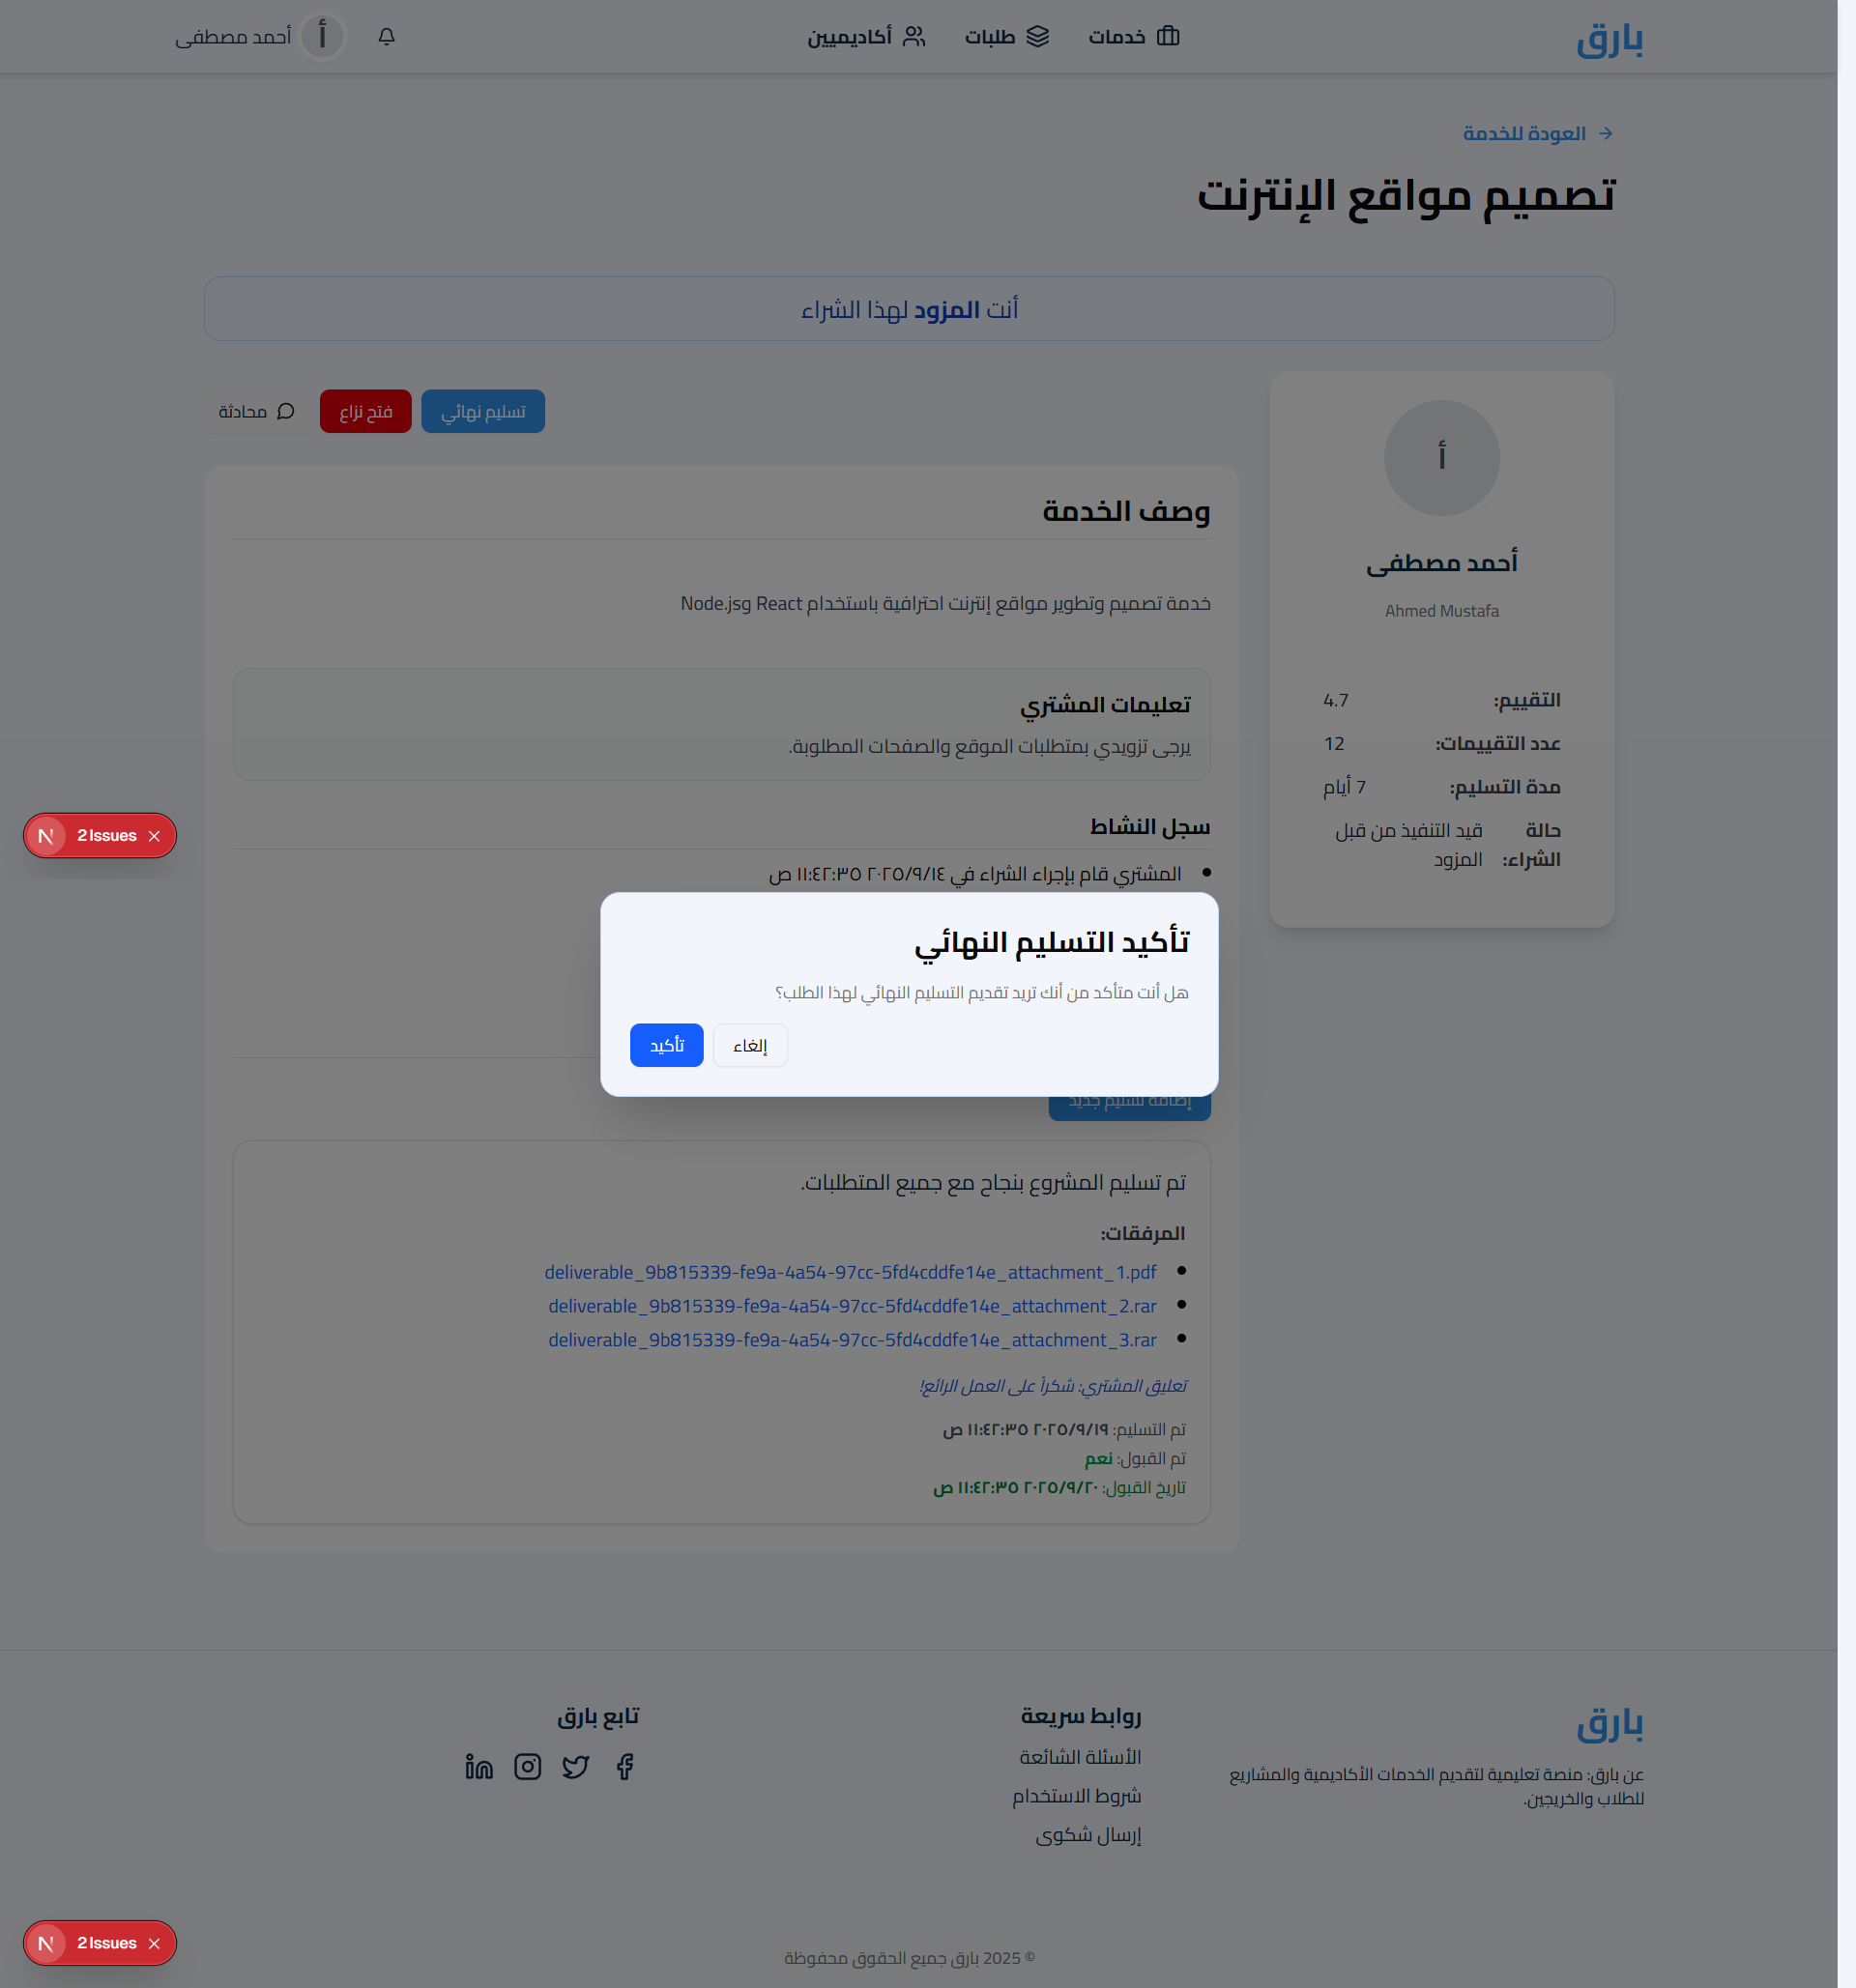 بارق
خدمات
طلبات
أكاديميين
أحمد مصطفى
أ
العودة للخدمة
تصميم مواقع الإنترنت
أنت المزود لهذا الشراء
أ
أحمد مصطفى
Ahmed Mustafa
التقييم: 4.7
عدد التقييمات: 12
مدة التسليم: 7 أيام
حالة الشراء: قيد التنفيذ من قبل المزود
تسليم نهائي
فتح نزاع
محادثة
وصف الخدمة
خدمة تصميم وتطوير مواقع إنترنت احترافية باستخدام React وNode.js
تعليمات المشتري
يرجى تزويدي بمتطلبات الموقع والصفحات المطلوبة.
سجل النشاط
المشتري قام بإجراء الشراء في ٢٠٢٥/٩/١٤ ١١:٤٢:٣٥ ص
2 Issues
تأكيد التسليم النهائي
هل أنت متأكد من أنك تريد تقديم التسليم النهائي لهذا الطلب؟
إلغاء
تأكيد
إضافة تسليم جديد
تم تسليم المشروع بنجاح مع جميع المتطلبات.
المرفقات:
deliverable_9b815339-fe9a-4a54-97cc-5fd4cddfe14e_attachment_1.pdf
deliverable_9b815339-fe9a-4a54-97cc-5fd4cddfe14e_attachment_2.rar
deliverable_9b815339-fe9a-4a54-97cc-5fd4cddfe14e_attachment_3.rar
تعليق المشتري: شكراً على العمل الرائع!
تم التسليم: ٢٠٢٥/٩/١٩ ١١:٤٢:٣٥ ص
تم القبول: نعم
تاريخ القبول: ٢٠٢٥/٩/٢٠ ١١:٤٢:٣٥ ص
بارق
عن بارق: منصة تعليمية لتقديم الخدمات الأكاديمية والمشاريع
للطلاب والخريجين.
روابط سريعة
الأسئلة الشائعة
شروط الاستخدام
إرسال شكوى
تابع بارق
2 Issues
© 2025 بارق جميع الحقوق محفوظة